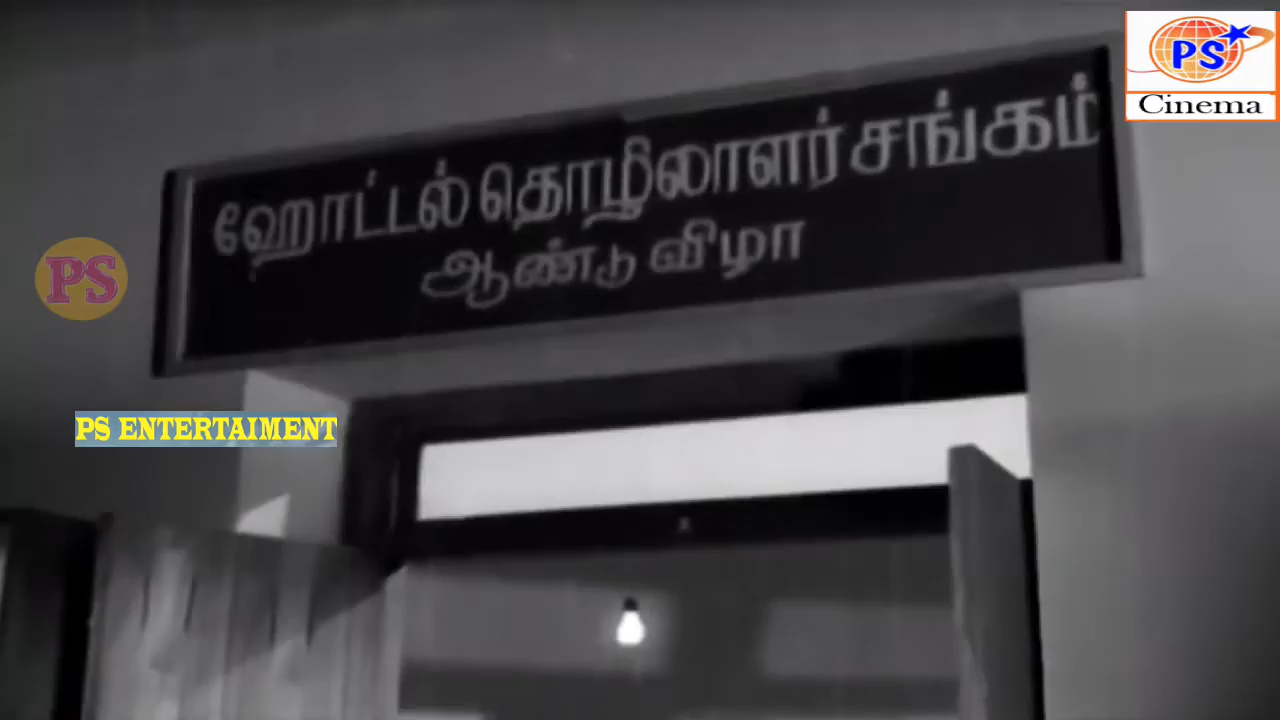 PS
Cinema
ஹோட்டல் தொழிலாளர் சங்கம்
ஆண்டு விழா
PS
PS ENTERTAIMENT